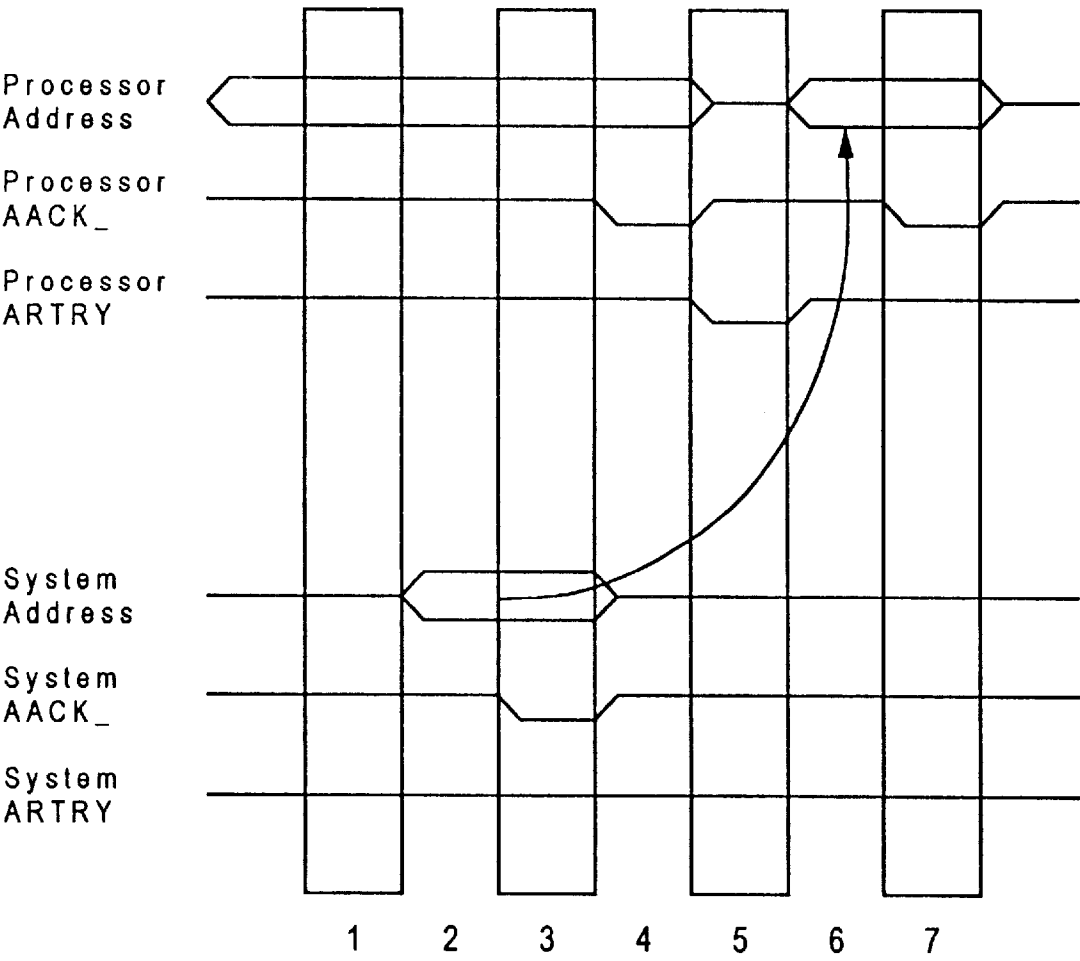 Processor
Address
Processor
AACK_
Processor
ARTRY
System
Address
System
AACK_
System
ARTRY
1 2 3 4 5 6 7